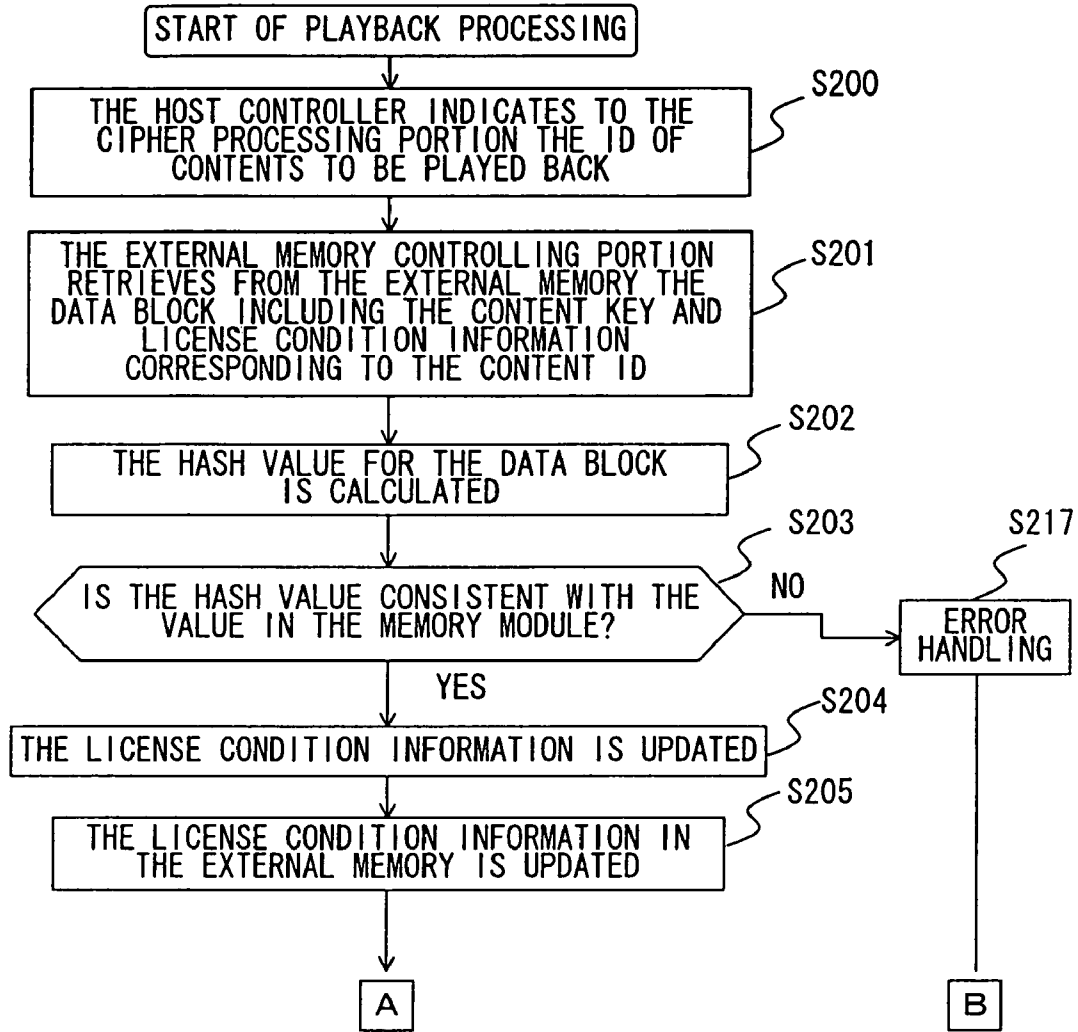 START OF PLAYBACK PROCESSING
S200
THE HOST CONTROLLER INDICATES TO THE
CIPHER PROCESSING PORTION THE ID OF
CONTENTS TO BE PLAYED BACK
S201
THE EXTERNAL MEMORY CONTROLLING PORTION
RETRIEVES FROM THE EXTERNAL MEMORY THE
DATA BLOCK INCLUDING THE CONTENT KEY AND
LICENSE CONDITION INFORMATION
CORRESPONDING TO THE CONTENT ID
S202
THE HASH VALUE FOR THE DATA BLOCK
IS CALCULATED
S203
IS THE HASH VALUE CONSISTENT WITH THE
VALUE IN THE MEMORY MODULE?
NO
S217
ERROR
HANDLING
YES
S204
THE LICENSE CONDITION INFORMATION IS UPDATED
S205
THE LICENSE CONDITION INFORMATION IN
THE EXTERNAL MEMORY IS UPDATED
A
B